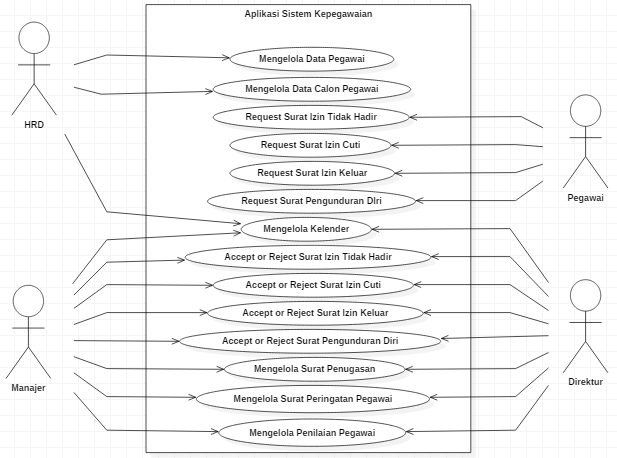 Aplikasi Sistem Kepegawaian
Mengelola Data Pegawai
Mengelola Data Calon Pegawai
Request Surat Izin Tidak Hadir
HRD
Request Surat Izin Cuti
Request Surat Izin Keluar
Pegawai
Request Surat Pengunduran DIri
Mengelola Kelender
Accept or Reject Surat Izin Tidak Hadir
Accept or Reject Surat Izin Cuti
Accept or Reject Surat Izin Keluar
Accept or Reject Surat Pengunduran Diri
Mengelola Surat Penugasan
Manajer
Direktur
Mengelola Surat Peringatan Pegawai
Mengelola Penilaian Pegawai